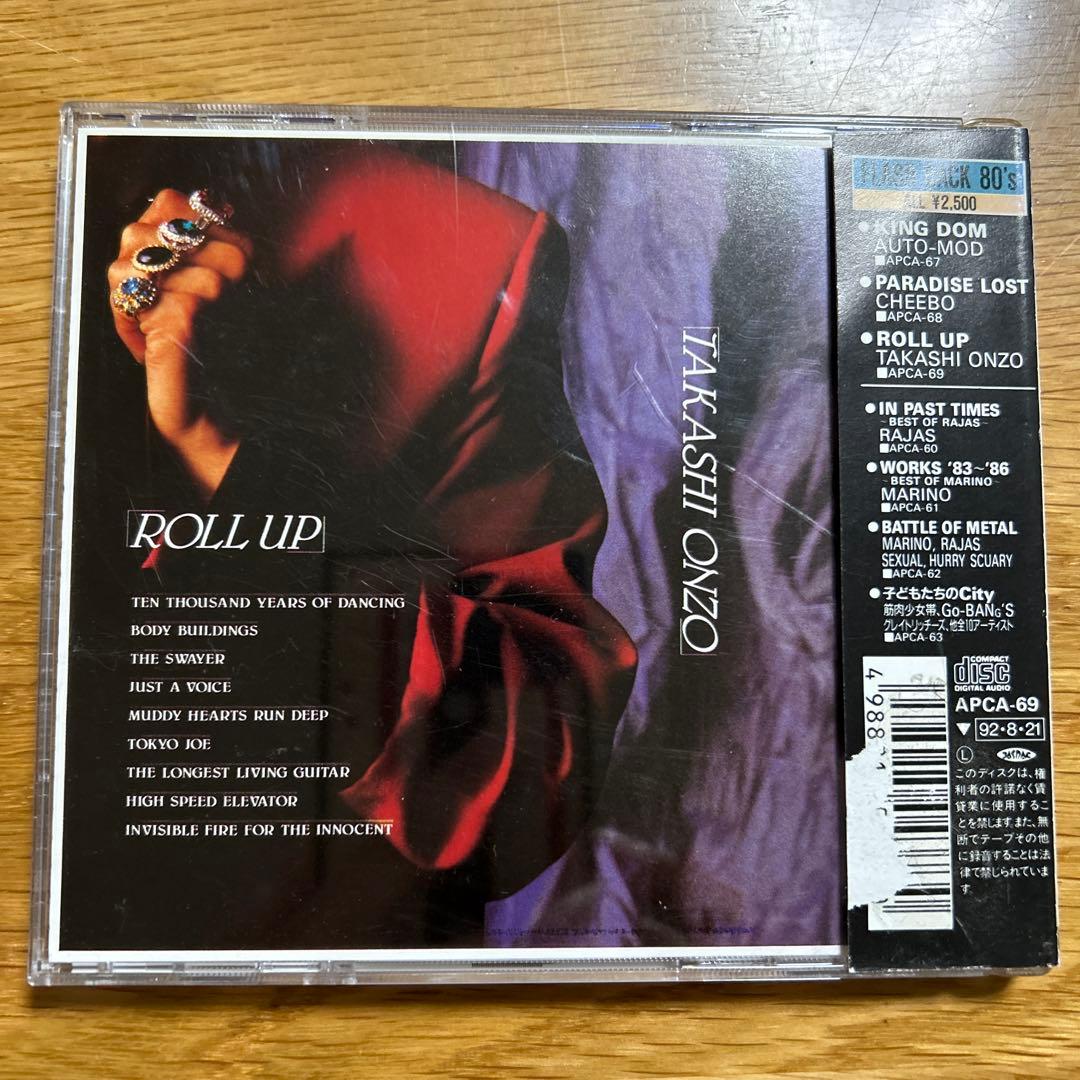 ROLL UP
TEN THOUSAND YEARS OF DANCING
BODY BUILDINGS
THE SWAYER
JUST A VOICE
MUDDY HEARTS RUN DEEP
TOKYO JOE
THE LONGEST LIVING GUITAR
HIGH SPEED ELEVATOR
INVISIBLE FIRE FOR THE INNOCENT
TAKASHI ONZO
FLASH BACK 80's
ALL ¥2,500
●KING DOM
AUTO-MOD
■APCA-67
●PARADISE LOST
CHEEBO
■APCA-68
●ROLL UP
TAKASHI ONZO
■APCA-69
●IN PAST TIMES
~BEST OF RAJAS~
RAJAS
■APCA-60
●WORKS '83~'86
~BEST OF MARINO~
MARINO
■APCA-61
●BATTLE OF METAL
MARINO, RAJAS
SEXUAL, HURRY SCUARY
■APCA-62
●子どもたちのCity
筋肉少女帯、Go-BANG'S
グレイトリッチーズ、他全10アーティスト
■APCA-63
COMPACT
disc
DIGITAL AUDIO
APCA-69
▼92・8・21
Ⓛ JASRAC
このディスクは、権
利者の許諾なく賃
貸業に使用するこ
とを禁じます。また、無
断でテープその他
に録音することは法
律で禁じられていま
す。
4 988